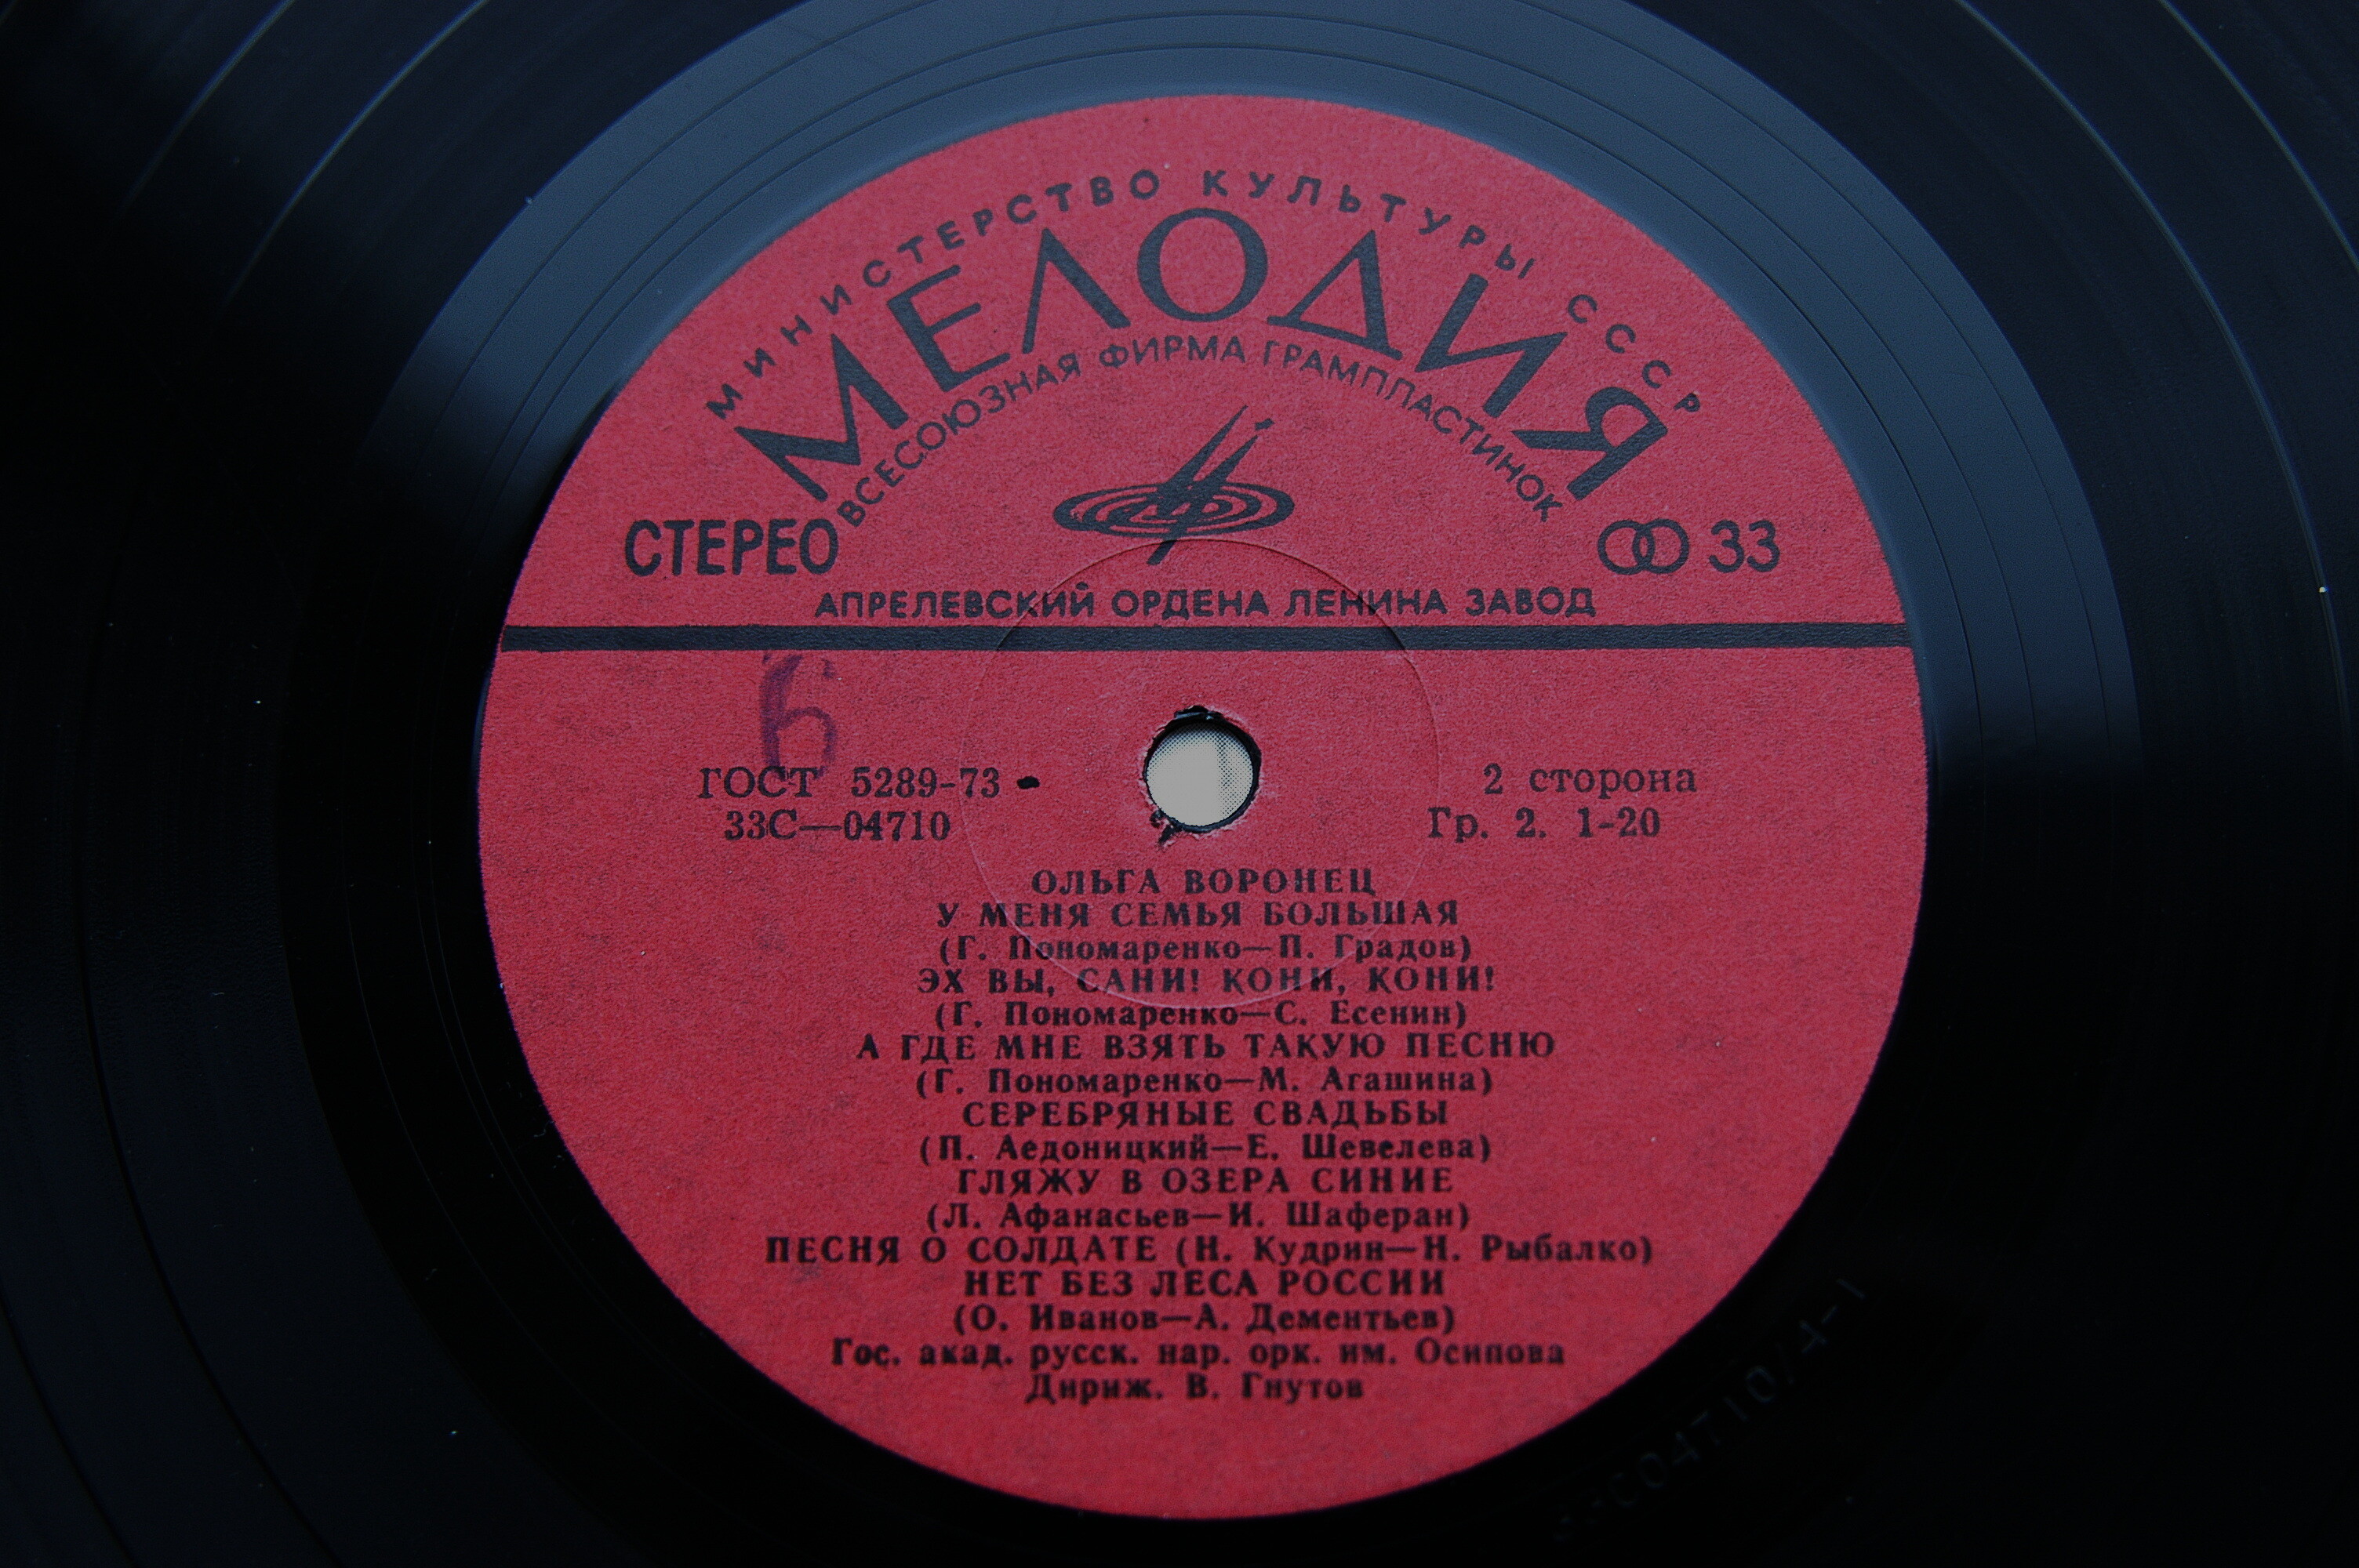 МИНИСТЕРСТВО КУЛЬТУРЫ СССР
МЕЛОДИЯ
ВСЕСОЮЗНАЯ ФИРМА ГРАМПЛАСТИНОК
СТЕРЕО 33
АПРЕЛЕВСКИЙ ОРДЕНА ЛЕНИНА ЗАВОД
6
ГОСТ 5289-73 2 сторона
33С—04710 Гр. 2. 1-20
ОЛЬГА ВОРОНЕЦ
У МЕНЯ СЕМЬЯ БОЛЬШАЯ
(Г. Пономаренко—П. Градов)
ЭХ ВЫ, САНИ! КОНИ, КОНИ!
(Г. Пономаренко—С. Есенин)
А ГДЕ МНЕ ВЗЯТЬ ТАКУЮ ПЕСНЮ
(Г. Пономаренко—М. Агашина)
СЕРЕБРЯНЫЕ СВАДЬБЫ
(П. Аедоницкий—Е. Шевелева)
ГЛЯЖУ В ОЗЕРА СИНИЕ
(Л. Афанасьев—И. Шаферан)
ПЕСНЯ О СОЛДАТЕ (Н. Кудрин—Н. Рыбалко)
НЕТ БЕЗ ЛЕСА РОССИИ
(О. Иванов—А. Дементьев)
Гос. акад. русск. нар. орк. им. Осипова
Дириж. В. Гнутов